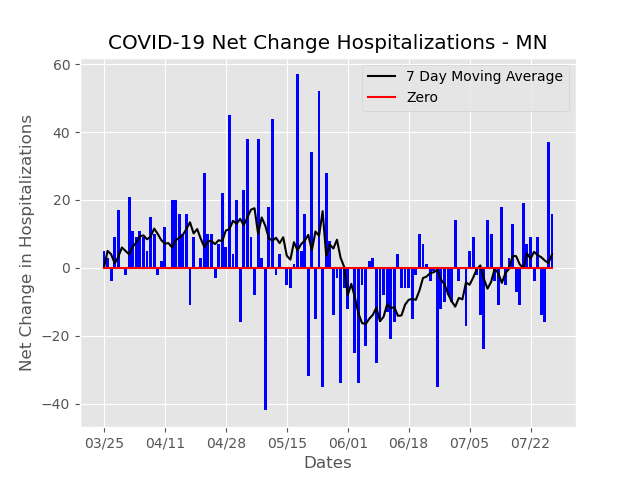 COVID-19 Net Change Hospitalizations - MN
7 Day Moving Average
Zero
Net Change in Hospitalizations
60
40
20
0
−20
−40
03/25 04/11 04/28 05/15 06/01 06/18 07/05 07/22
Dates